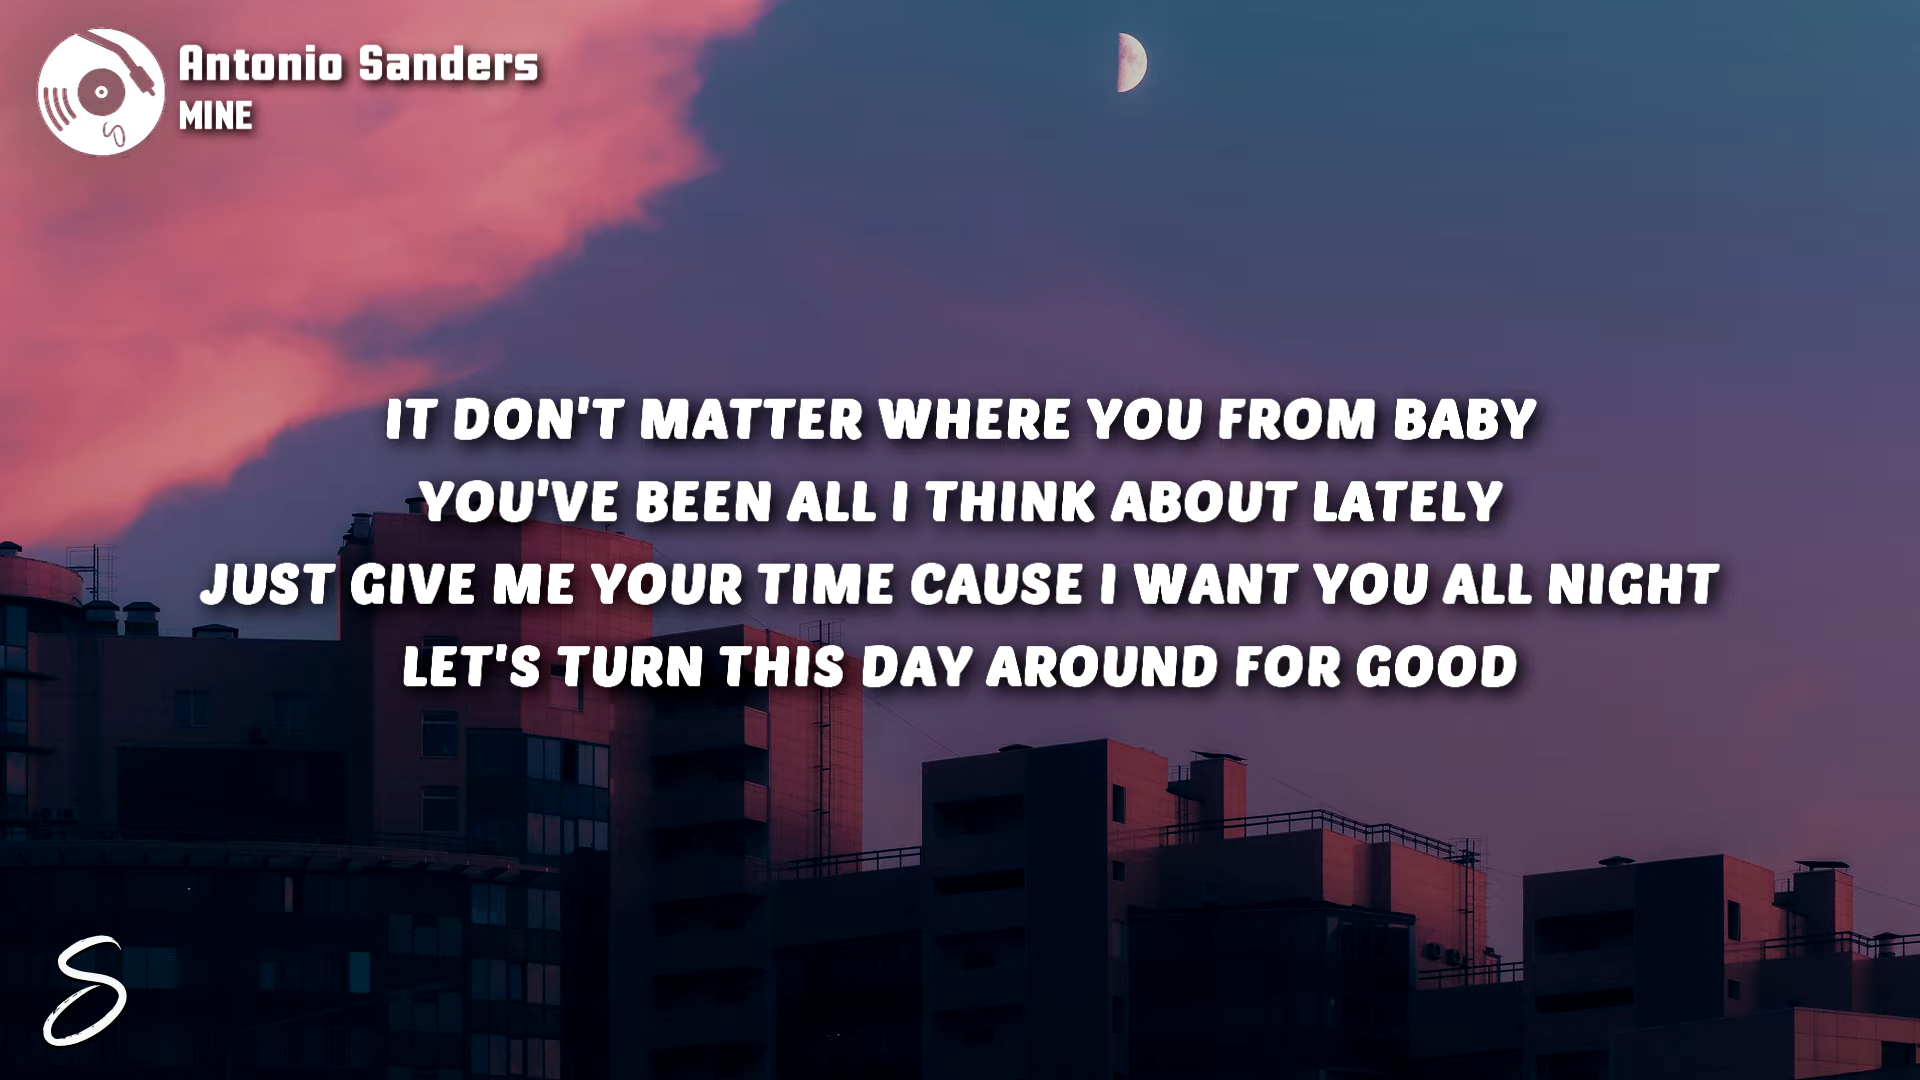 Antonio Sanders
MINE
IT DON'T MATTER WHERE YOU FROM BABY
YOU'VE BEEN ALL I THINK ABOUT LATELY
JUST GIVE ME YOUR TIME CAUSE I WANT YOU ALL NIGHT
LET'S TURN THIS DAY AROUND FOR GOOD
S